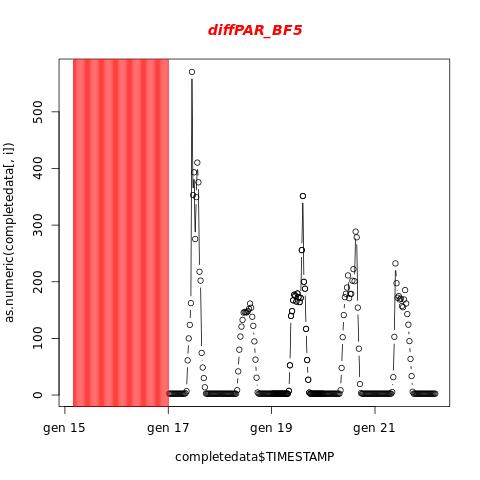 diffPAR_BF5
as.numeric(completedata[, i])
500
400
300
200
100
0
gen 15
gen 17
gen 19
gen 21
completedata$TIMESTAMP